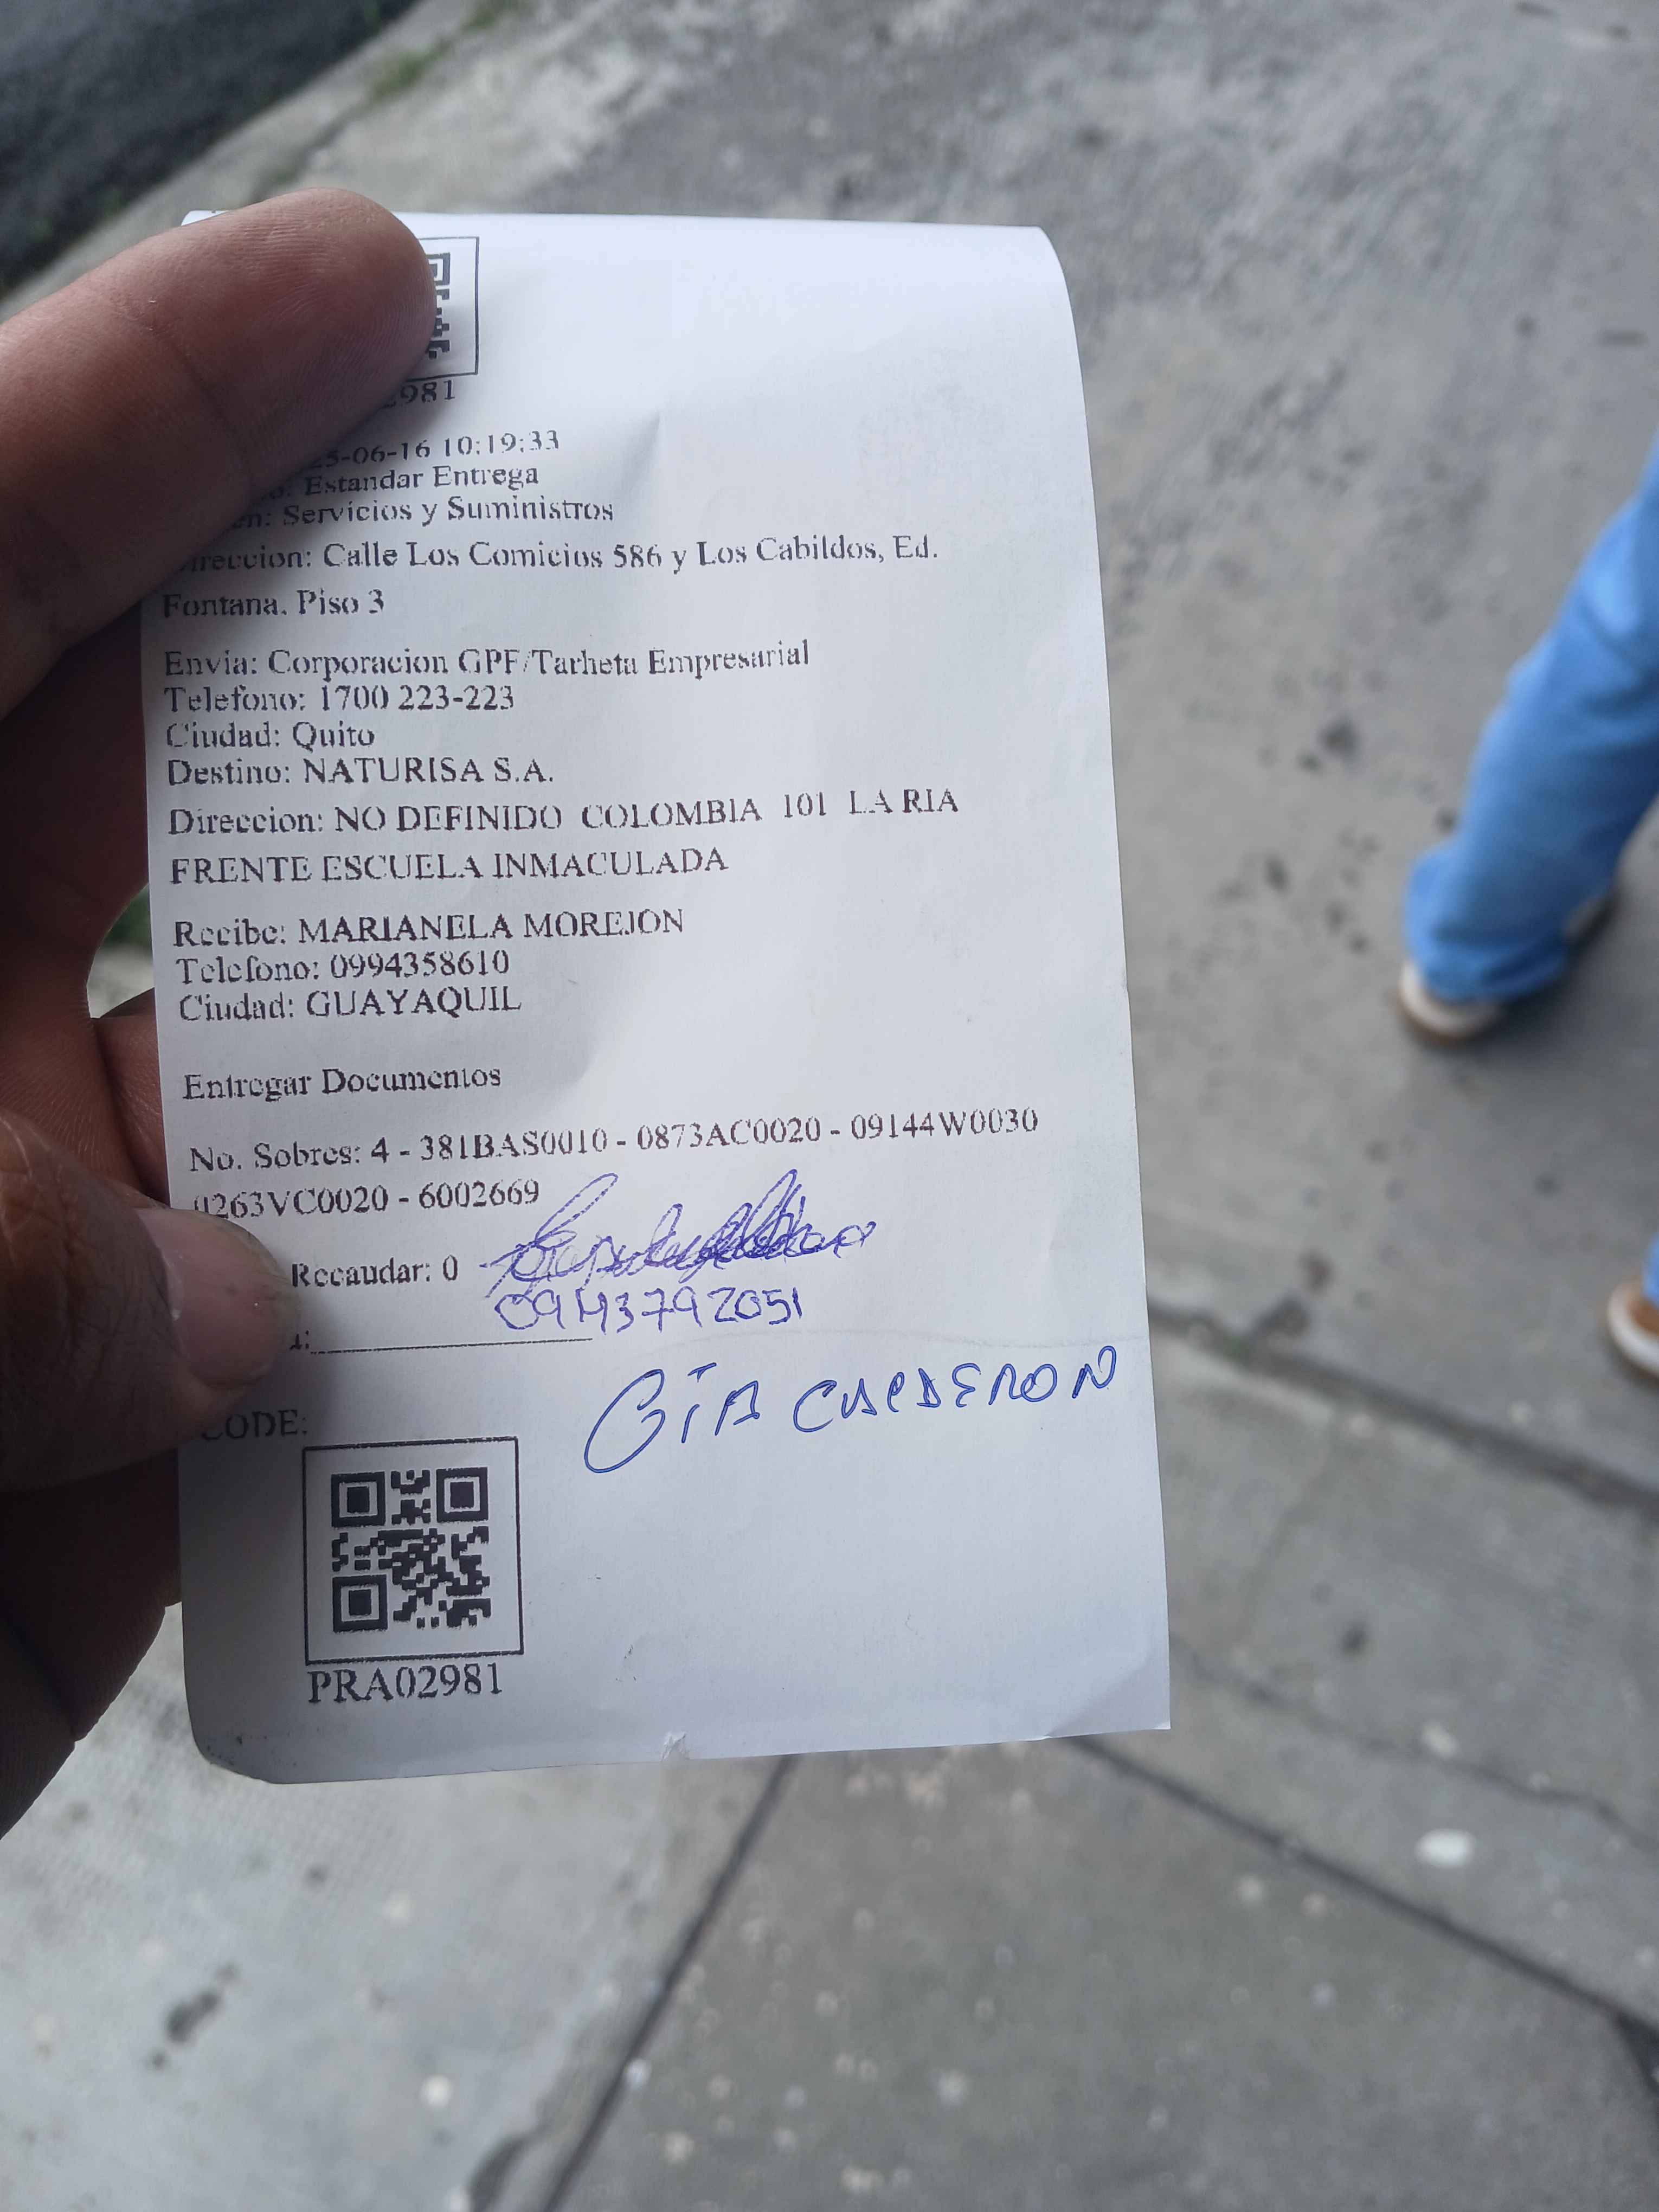 2981
25-06-16 10:19:33
Estandar Entrega
en: Servicios y Suministros
ireccion: Calle Los Comicios 586 y Los Cabildos, Ed.
Fontana. Piso 3
Envia: Corporacion GPF/Tarheta Empresarial
Telefono: 1700 223-223
Ciudad: Quito
Destino: NATURISA S.A.
Direccion: NO DEFINIDO COLOMBIA 101 LA RIA
FRENTE ESCUELA INMACULADA
Recibe: MARIANELA MOREJON
Telefono: 0994358610
Ciudad: GUAYAQUIL
Entregar Documentos
No. Sobres: 4 - 381BAS0010 - 0873AC0020 - 09144W0030
0263VC0020 - 6002669
Recaudar: 0
CALDERON
CODE:
PRA02981